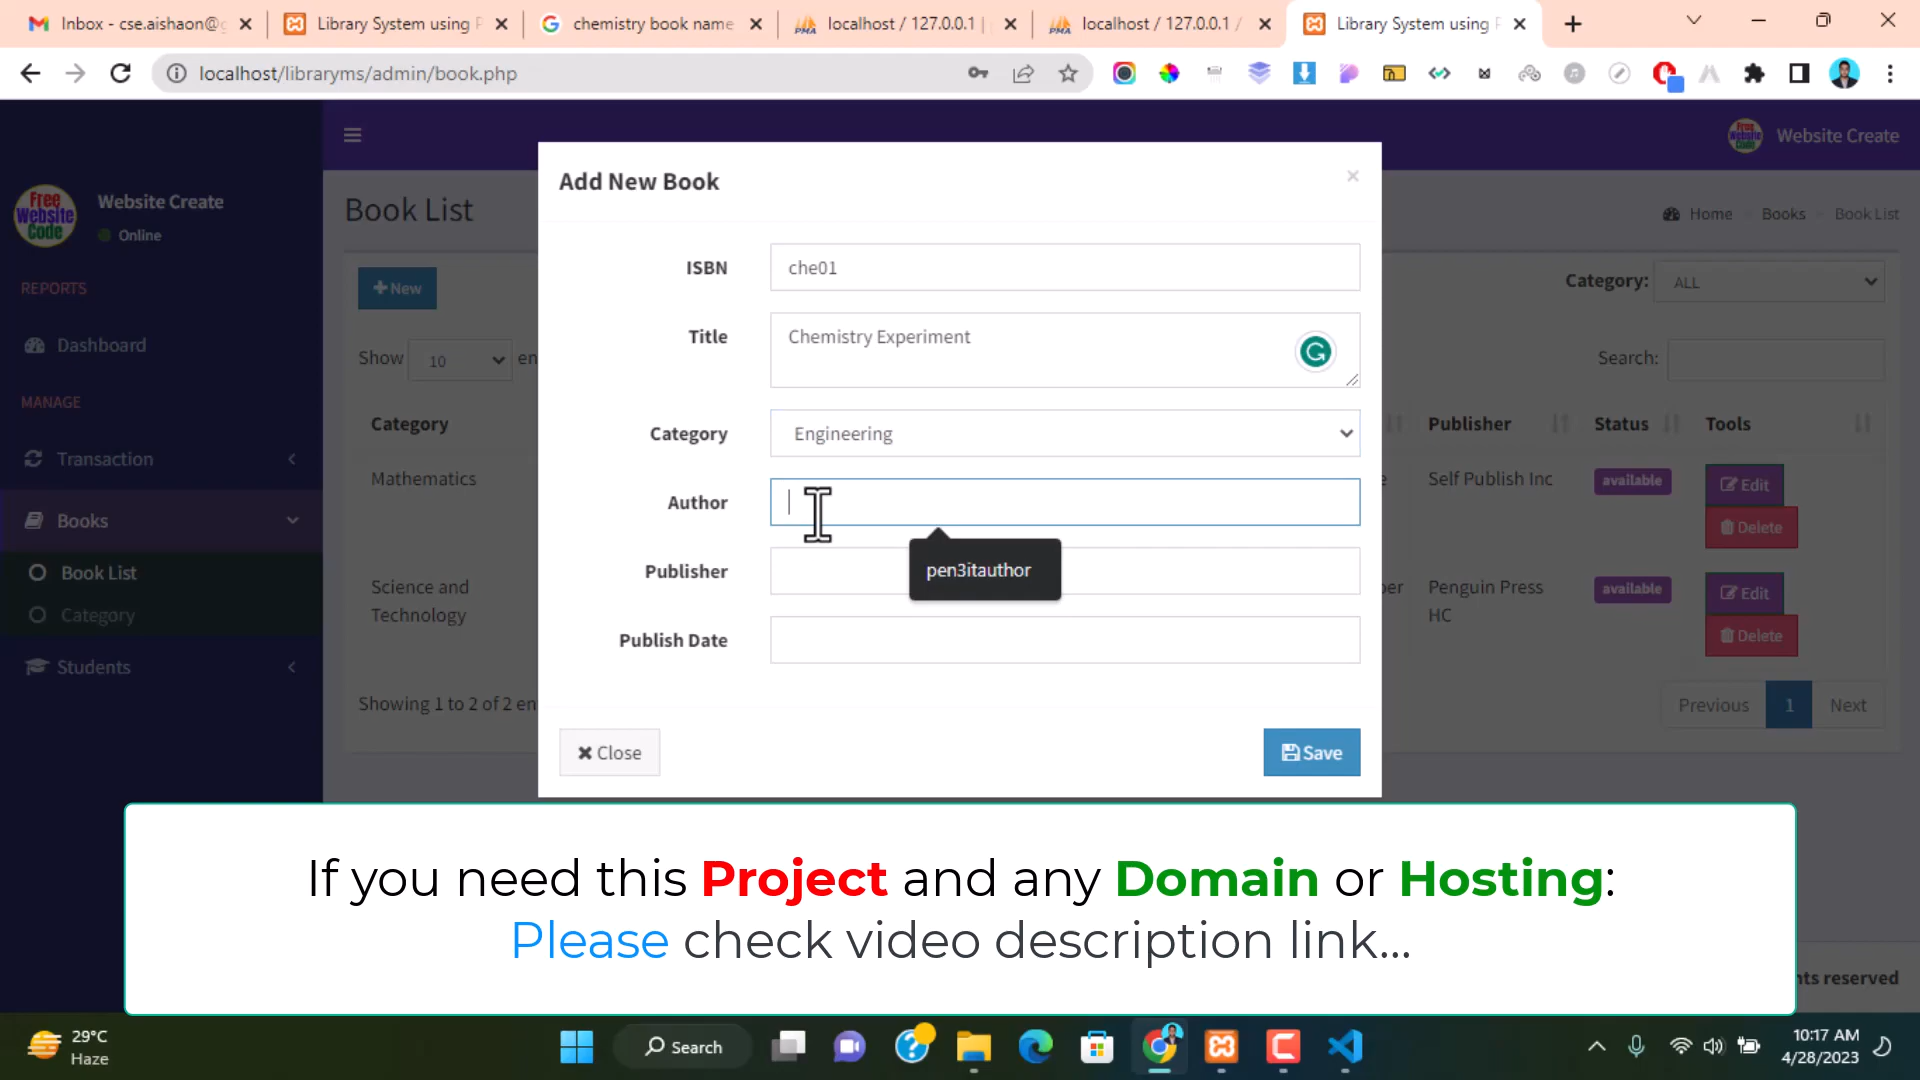 Inbox - cse.aishaon@g
Library System using P
chemistry book name
localhost / 127.0.0.1 |
localhost / 127.0.0.1 /
Library System using P
localhost/libraryms/admin/book.php
Website Create
Free Website Code
Website Create
Online
REPORTS
Dashboard
MANAGE
Transaction
Books
Book List
Category
Students
Book List
Home
Books
Book List
New
Category:
ALL
Show
10
en
Search:
Category
Publisher
Status
Tools
Mathematics
Self Publish Inc
available
Edit
Delete
Science and
Technology
Penguin Press
HC
available
Edit
Delete
Showing 1 to 2 of 2 en
Previous
1
Next
Add New Book
ISBN
che01
Title
Chemistry Experiment
Category
Engineering
Author
pen3itauthor
Publisher
Publish Date
Close
Save
If you need this Project and any Domain or Hosting:
Please check video description link...
hts reserved
29°C
Haze
Search
10:17 AM
4/28/2023